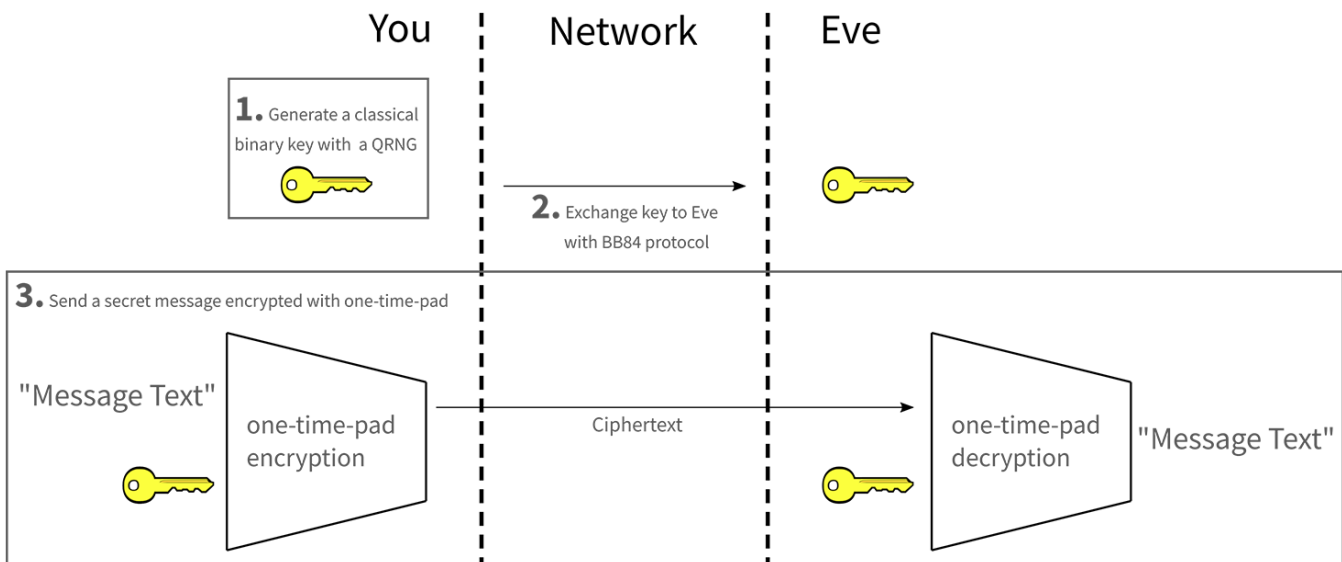 You
Network
Eve
1. Generate a classical
binary key with a QRNG
2. Exchange key to Eve
with BB84 protocol
3. Send a secret message encrypted with one-time-pad
"Message Text"
one-time-pad
encryption
Ciphertext
one-time-pad
decryption
"Message Text"